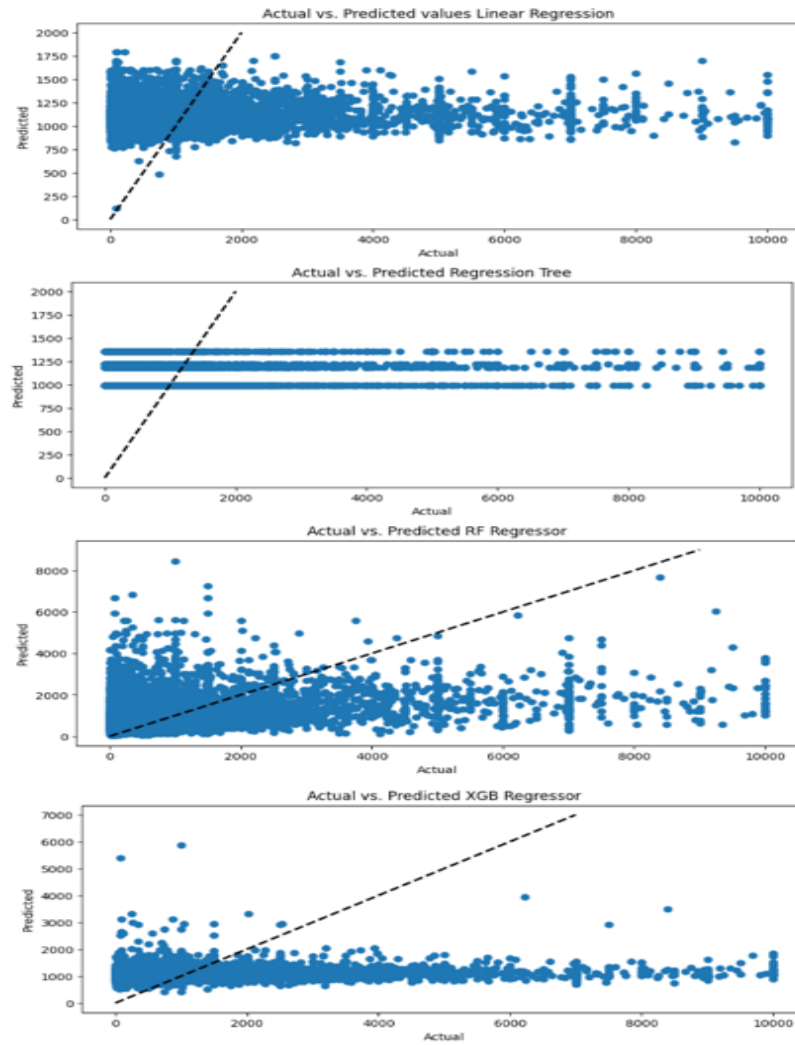 Actual vs. Predicted values Linear Regression
2000
1750
1500
1250
1000
750
500
250
0
Predicted
0 2000 4000 6000 8000 10000
Actual
Actual vs. Predicted Regression Tree
2000
1750
1500
1250
1000
750
500
250
0
Predicted
0 2000 4000 6000 8000 10000
Actual
Actual vs. Predicted RF Regressor
8000
6000
4000
2000
0
Predicted
0 2000 4000 6000 8000 10000
Actual
Actual vs. Predicted XGB Regressor
7000
6000
5000
4000
3000
2000
1000
0
Predicted
0 2000 4000 6000 8000 10000
Actual